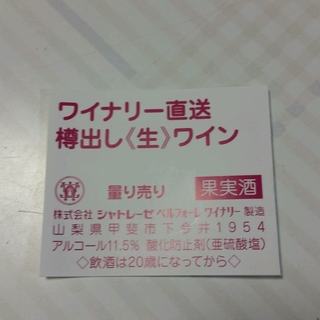 ワイナリー直送
樽出し《生》ワイン
量り売り 果実酒
株式会社 シャトレーゼ ベルフォーレ ワイナリー 製造
山梨県甲斐市下今井1954
アルコール11.5% 酸化防止剤(亜硫酸塩)
◇飲酒は20歳になってから◇